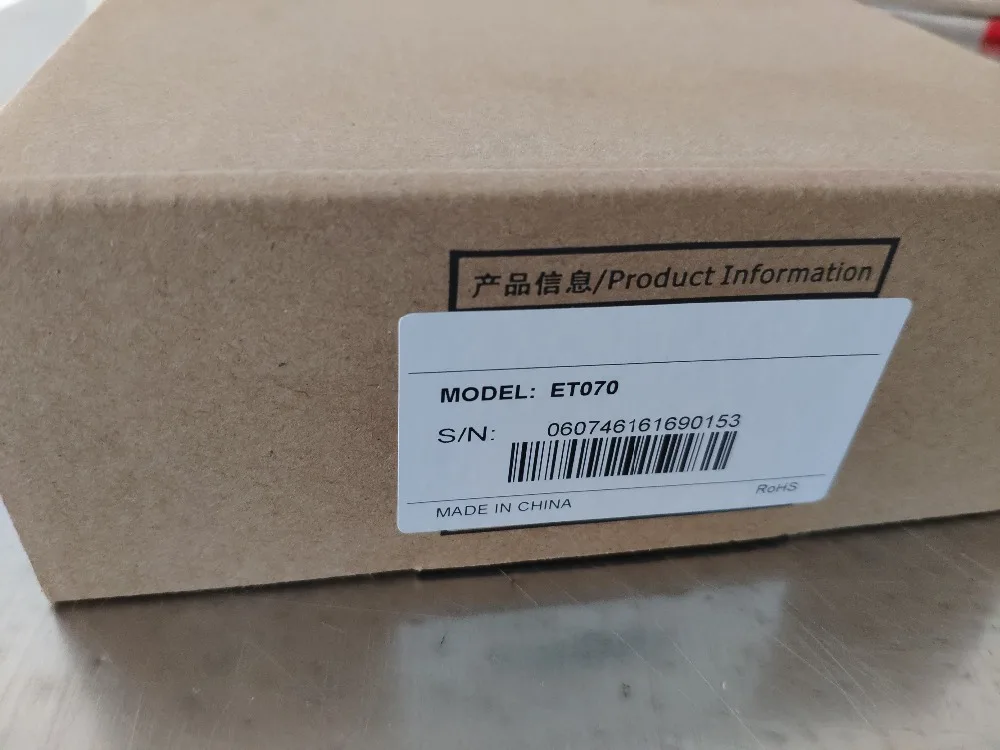 产品信息/Product Information
MODEL: ET070
S/N: 060746161690153
MADE IN CHINA
RoHS